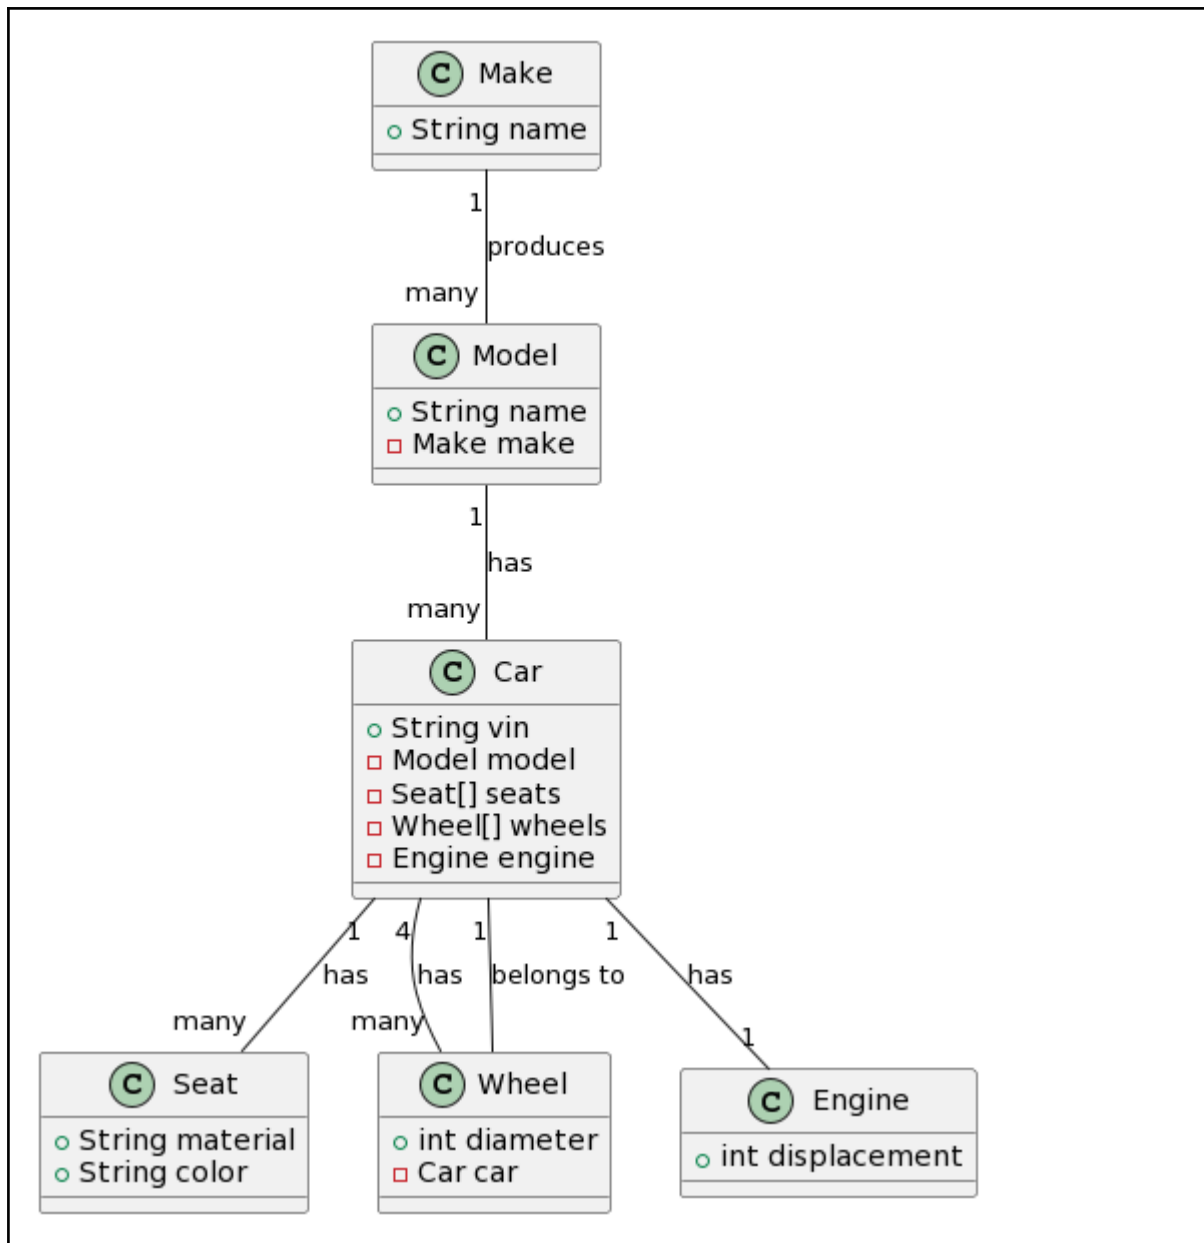 C Make
String name
1
produces
many
C Model
String name
Make make
1
has
many
C Car
String vin
Model model
Seat[] seats
Wheel[] wheels
Engine engine
1 4 1 1
has has belongs to has
many many 1
C Seat
String material
String color
C Wheel
int diameter
Car car
C Engine
int displacement